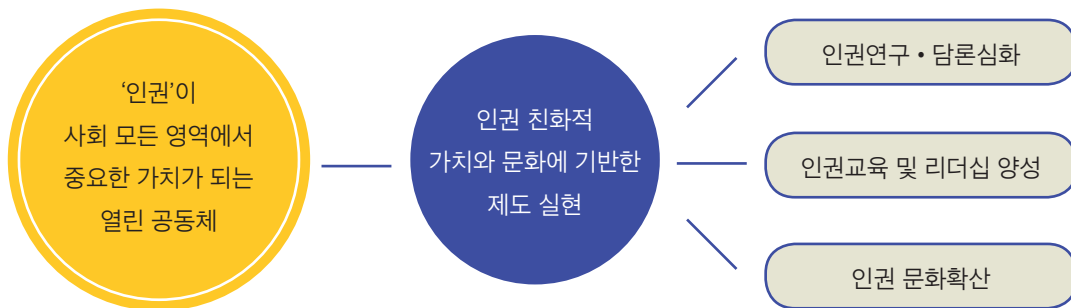 ‘인권’이
사회 모든 영역에서
중요한 가치가 되는
열린 공동체
인권 친화적
가치와 문화에 기반한
제도 실현
인권연구 • 담론심화
인권교육 및 리더십 양성
인권 문화확산